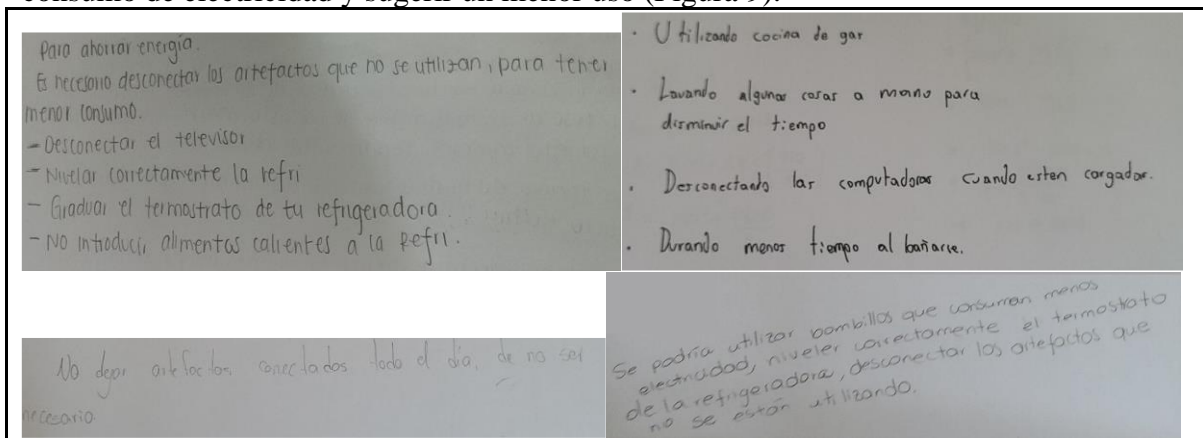 consumo de electricidad y sugerir un menor uso (Figura 9).
Para ahorrar energía.
Es necesario desconectar los artefactos que no se utilizan, para tener
menor consumo.
- Desconectar el televisor
- Nivelar correctamente la refri
- Graduar el termostrato de tu refrigeradora.
- No introducir alimentos calientes a la Refri.
· Utilizando cocina de gas
· Lavando algunas cosas a mano para
disminuir el tiempo
· Desconectando las computadoras cuando esten cargadas.
· Durando menos tiempo al bañarse.
No dejar artefactos conectados todo el día, de no ser
necesario.
Se podría utilizar bombillos que consuman menos
electricidad, niveler correctamente el termostrato
de la refrigeradora, desconectar los artefactos que
no se están utilizando.